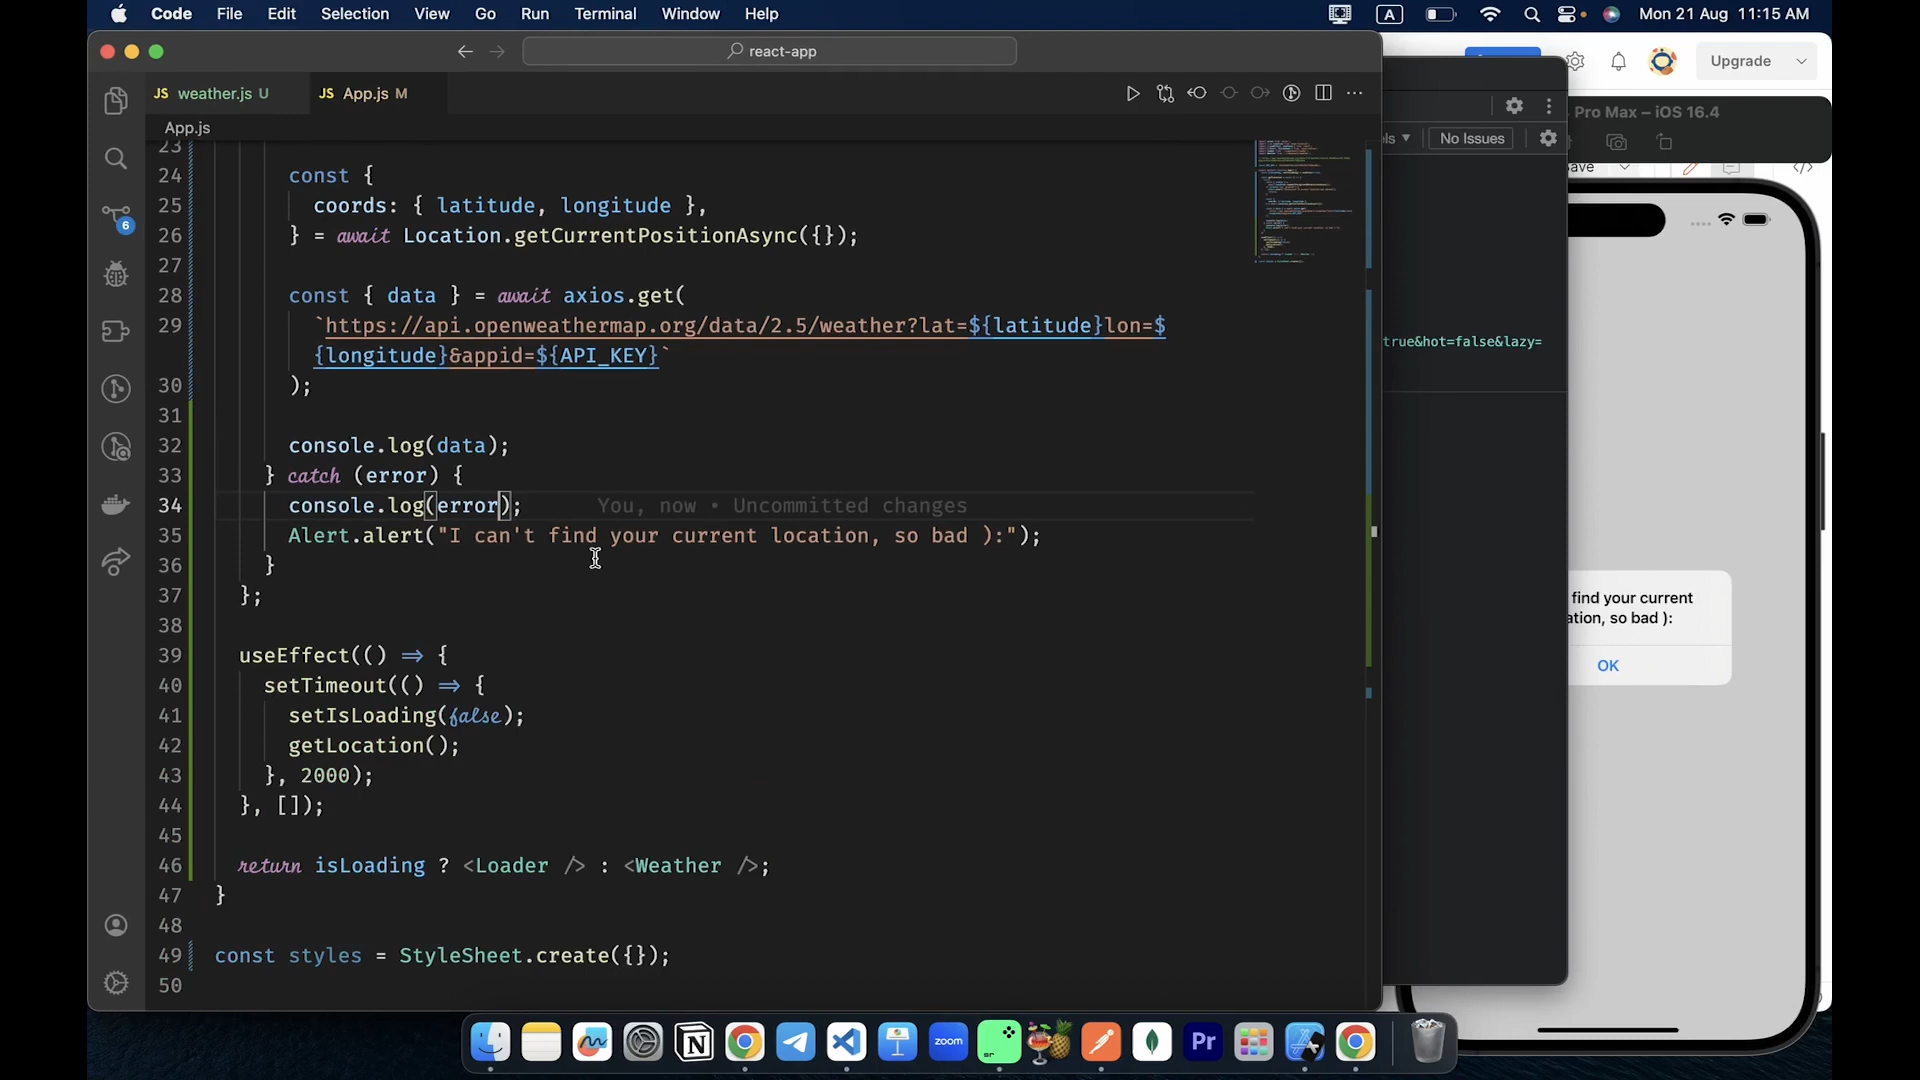 Code File Edit Selection View Go Run Terminal Window Help
A
Mon 21 Aug 11:15 AM
react-app
JS weather.js U
JS App.js M
App.js
23
24 const {
25 coords: { latitude, longitude },
26 } = await Location.getCurrentPositionAsync({});
27
28 const { data } = await axios.get(
29 `https://api.openweathermap.org/data/2.5/weather?lat=${latitude}lon=$
{longitude}&appid=${API_KEY}`
30 );
31
32 console.log(data);
33 } catch (error) {
34 console.log(error); You, now • Uncommitted changes
35 Alert.alert("I can't find your current location, so bad ):");
36 }
37 };
38
39 useEffect(() => {
40 setTimeout(() => {
41 setIsLoading(false);
42 getLocation();
43 }, 2000);
44 }, []);
45
46 return isLoading ? <Loader /> : <Weather />;
47 }
48
49 const styles = StyleSheet.create({});
50
6
Upgrade
Pro Max – iOS 16.4
els
No Issues
Save
true&hot=false&lazy=
find your current
ation, so bad ):
OK
zoom
sr
Pr